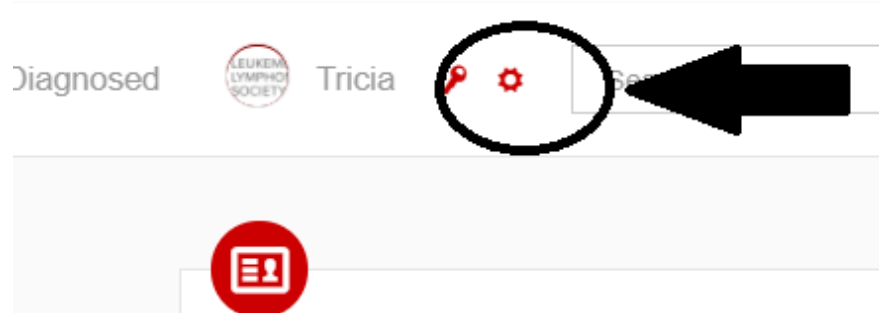 Diagnosed
LEUKEM
LYMPHO
SOCIETY
Tricia